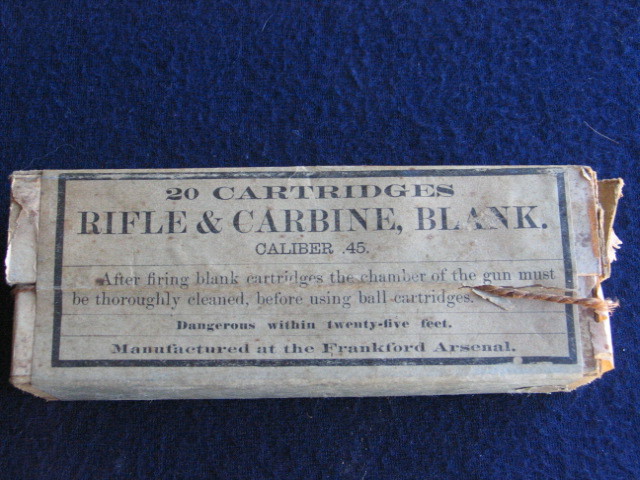 20 CARTRIDGES
RIFLE & CARBINE, BLANK.
CALIBER .45.
After firing blank cartridges the chamber of the gun must
be thoroughly cleaned, before using ball cartridges.
Dangerous within twenty-five feet.
Manufactured at the Frankford Arsenal.